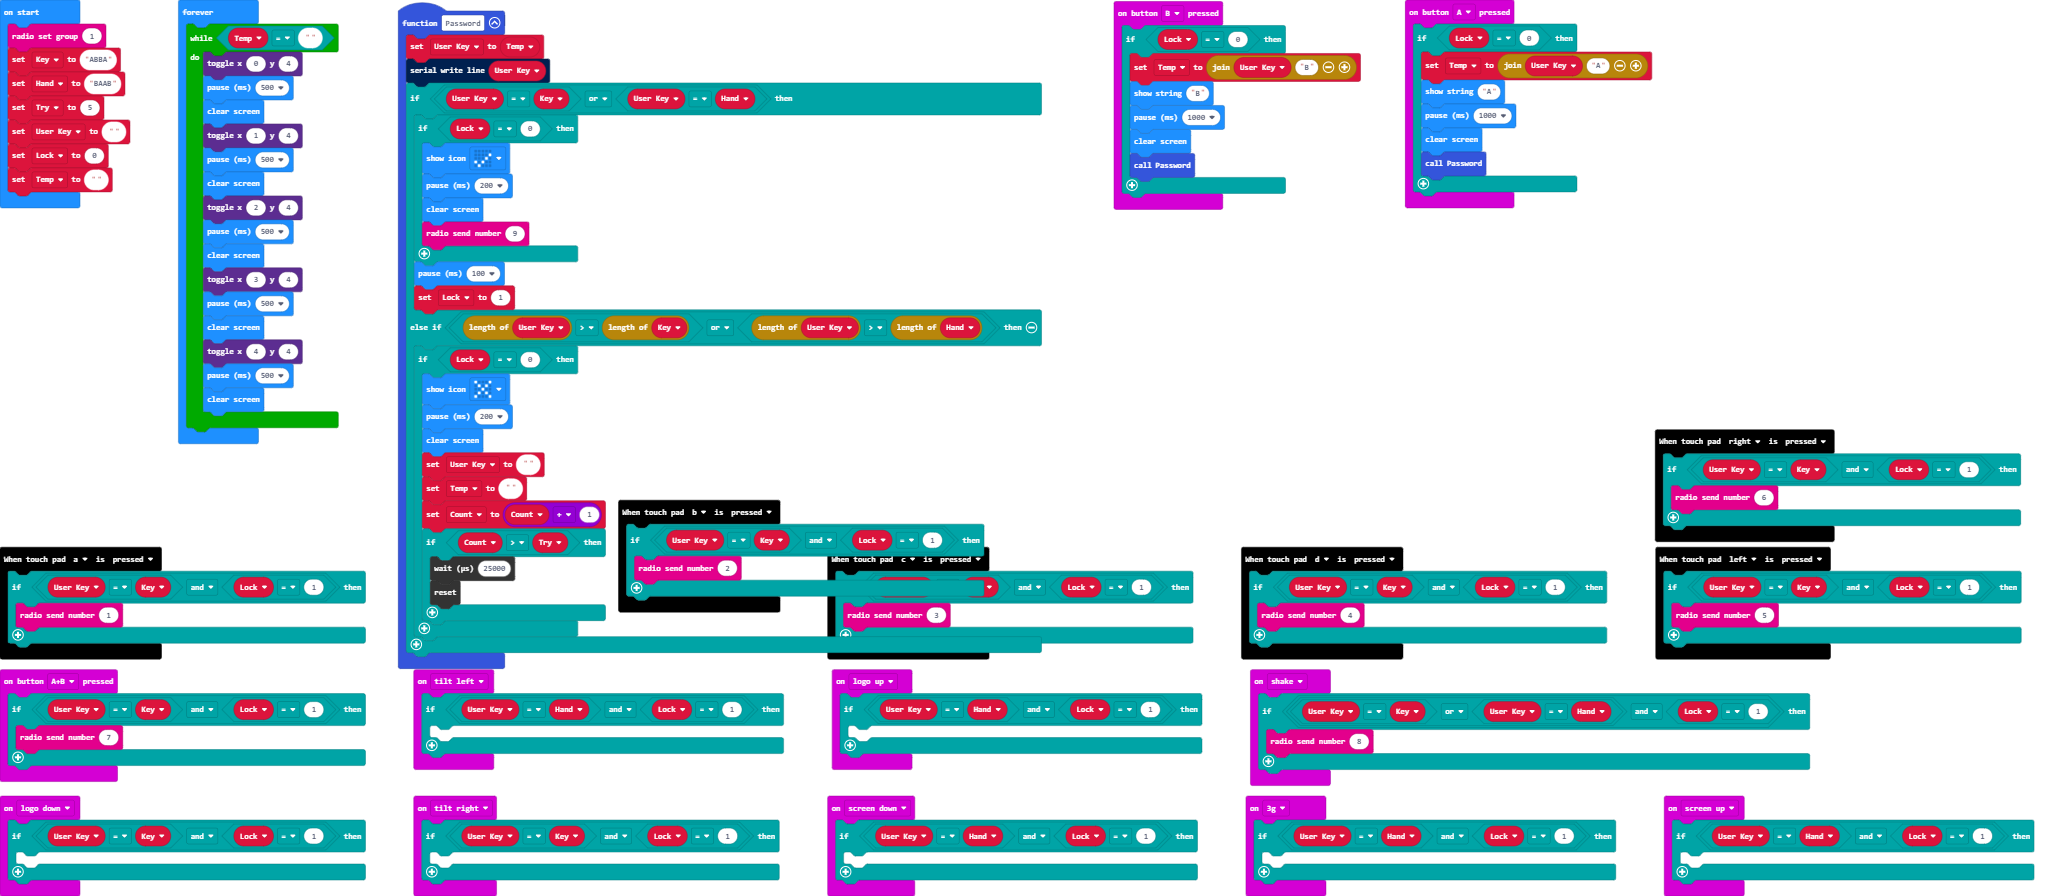 on start
radio set group 1
set Key to "ABBA"
set Hand to "BAAB"
set Try to 5
set User Key to ""
set Lock to 0
set Temp to ""
forever
while Temp = ""
do
toggle x 0 y 4
pause (ms) 500
clear screen
toggle x 1 y 4
pause (ms) 500
clear screen
toggle x 2 y 4
pause (ms) 500
clear screen
toggle x 3 y 4
pause (ms) 500
clear screen
toggle x 4 y 4
pause (ms) 500
clear screen
function Password
set User Key to Temp
serial write line User Key
if User Key = Key or User Key = Hand then
if Lock = 0 then
show icon
pause (ms) 200
clear screen
radio send number 9
pause (ms) 100
set Lock to 1
else if length of User Key > length of Key or length of User Key > length of Hand then
if Lock = 0 then
show icon
pause (ms) 200
clear screen
set User Key to ""
set Temp to ""
set Count to Count + 1
if Count > Try then
wait (µs) 25000
reset
on button B pressed
if Lock = 0 then
set Temp to join User Key "B"
show string "B"
pause (ms) 1000
clear screen
call Password
on button A pressed
if Lock = 0 then
set Temp to join User Key "A"
show string "A"
pause (ms) 1000
clear screen
call Password
When touch pad right is pressed
if User Key = Key and Lock = 1 then
radio send number 6
When touch pad a is pressed
if User Key = Key and Lock = 1 then
radio send number 1
When touch pad b is pressed
if User Key = Key and Lock = 1 then
radio send number 2
When touch pad c is pressed
and Lock = 1 then
radio send number 3
When touch pad d is pressed
if User Key = Key and Lock = 1 then
radio send number 4
When touch pad left is pressed
if User Key = Key and Lock = 1 then
radio send number 5
on button A+B pressed
if User Key = Key and Lock = 1 then
radio send number 7
on tilt left
if User Key = Hand and Lock = 1 then
on logo up
if User Key = Hand and Lock = 1 then
on shake
if User Key = Key or User Key = Hand and Lock = 1 then
radio send number 8
on logo down
if User Key = Key and Lock = 1 then
on tilt right
if User Key = Key and Lock = 1 then
on screen down
if User Key = Hand and Lock = 1 then
on 3g
if User Key = Hand and Lock = 1 then
on screen up
if User Key = Hand and Lock = 1 then